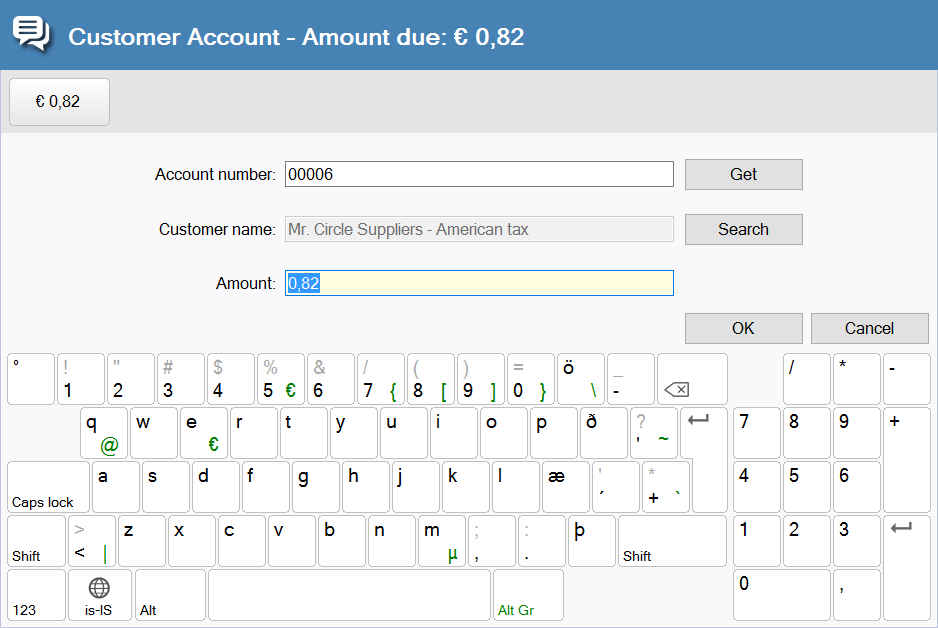 Customer Account - Amount due: € 0,82
€ 0,82
Account number: 00006 Get
Customer name: Mr. Circle Suppliers - American tax Search
Amount: 0,82
OK Cancel
° ! 1 " 2 # 3 $ 4 % 5 € & 6 / 7 { ( 8 [ ) 9 ] = 0 } ö \ _ - / * -
q @ w e € r t y u i o p ð ? ' ~ 7 8 9 +
Caps lock a s d f g h j k l æ ' ´ * + ` 4 5 6
Shift > < | z x c v b n m µ ; , : . þ Shift 1 2 3
123 is-IS Alt Alt Gr 0 ,